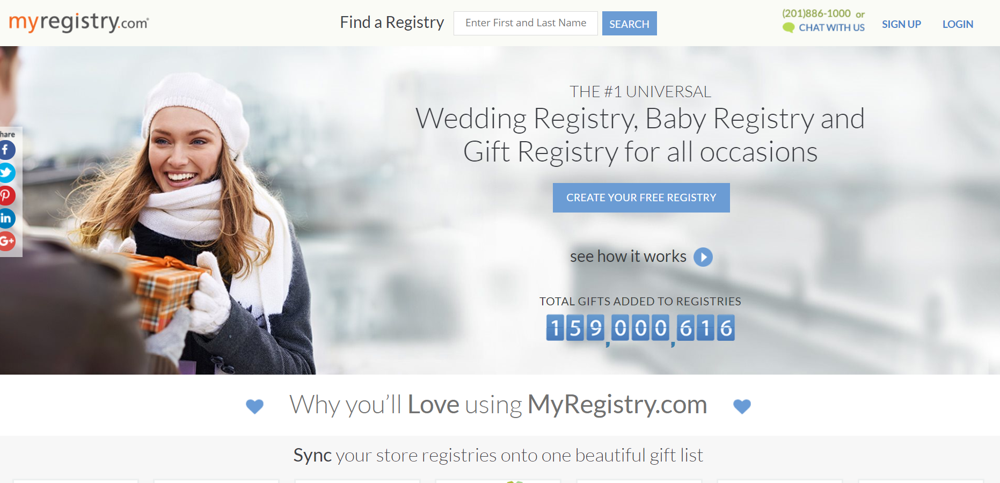 myregistry.com
Find a Registry
Enter First and Last Name
SEARCH
(201)886-1000 or
CHAT WITH US
SIGN UP
LOGIN
THE #1 UNIVERSAL
Wedding Registry, Baby Registry and
Gift Registry for all occasions
hare
f
in
G+
CREATE YOUR FREE REGISTRY
see how it works
TOTAL GIFTS ADDED TO REGISTRIES
159,000,616
Why you'll Love using MyRegistry.com
Sync your store registries onto one beautiful gift list